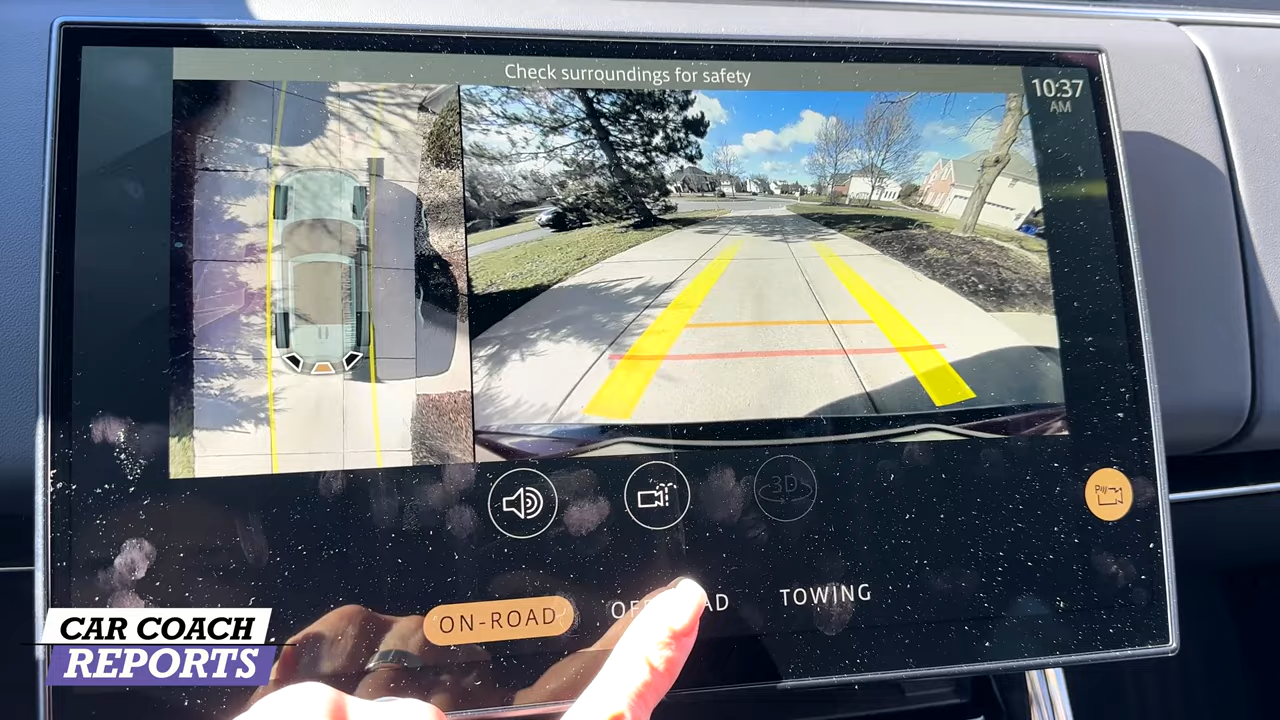 Check surroundings for safety
10:37
AM
3D
ON-ROAD
TOWING
CAR COACH
REPORTS